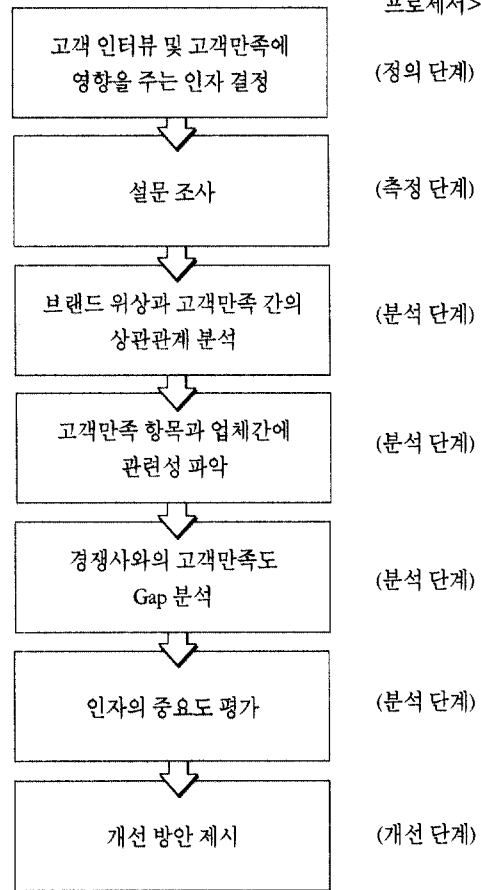 프로세서>
고객 인터뷰 및 고객만족에
영향을 주는 인자 결정
(정의 단계)
설문 조사
(측정 단계)
브랜드 위상과 고객만족 간의
상관관계 분석
(분석 단계)
고객만족 항목과 업체간에
관련성 파악
(분석 단계)
경쟁사와의 고객만족도
Gap 분석
(분석 단계)
인자의 중요도 평가
(분석 단계)
개선 방안 제시
(개선 단계)